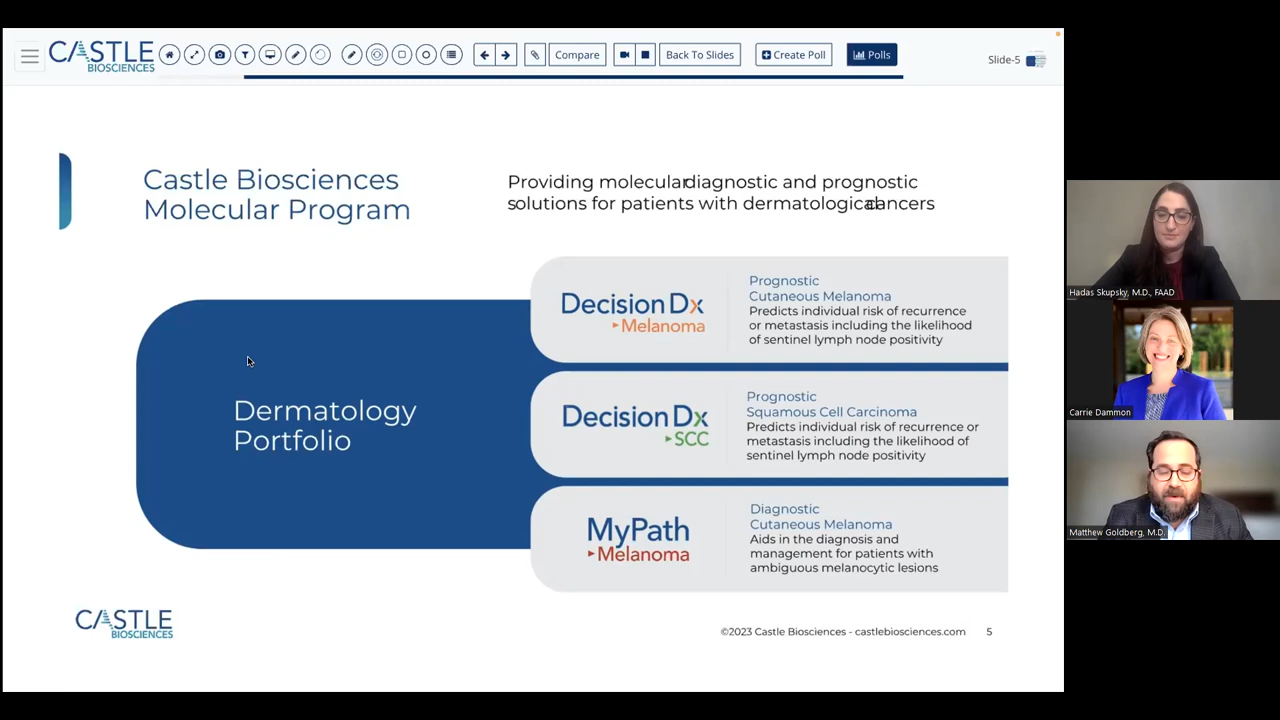 CASTLE
BIOSCIENCES
Compare
Back To Slides
Create Poll
Polls
Slide-5
Castle Biosciences
Molecular Program
Providing molecular diagnostic and prognostic
solutions for patients with dermatological cancers
Dermatology
Portfolio
DecisionDx
Melanoma
Prognostic
Cutaneous Melanoma
Predicts individual risk of recurrence
or metastasis including the likelihood
of sentinel lymph node positivity
DecisionDx
SCC
Prognostic
Squamous Cell Carcinoma
Predicts individual risk of recurrence or
metastasis including the likelihood of
sentinel lymph node positivity
MyPath
Melanoma
Diagnostic
Cutaneous Melanoma
Aids in the diagnosis and
management for patients with
ambiguous melanocytic lesions
CASTLE
BIOSCIENCES
©2023 Castle Biosciences - castlebiosciences.com 5
Hadas Skupsky, M.D., FAAD
Carrie Dammon
Matthew Goldberg, M.D.